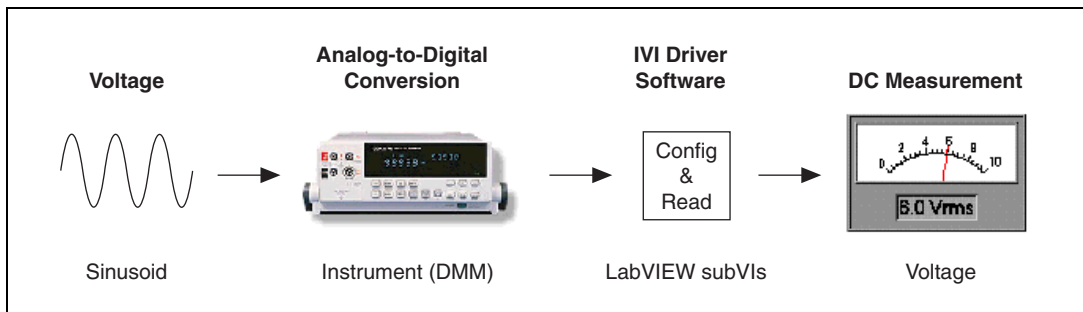 Voltage
Analog-to-Digital
Conversion
IVI Driver
Software
DC Measurement
Config
&
Read
0 2 4 6 8 10
6.0 Vrms
Sinusoid
Instrument (DMM)
LabVIEW subVIs
Voltage